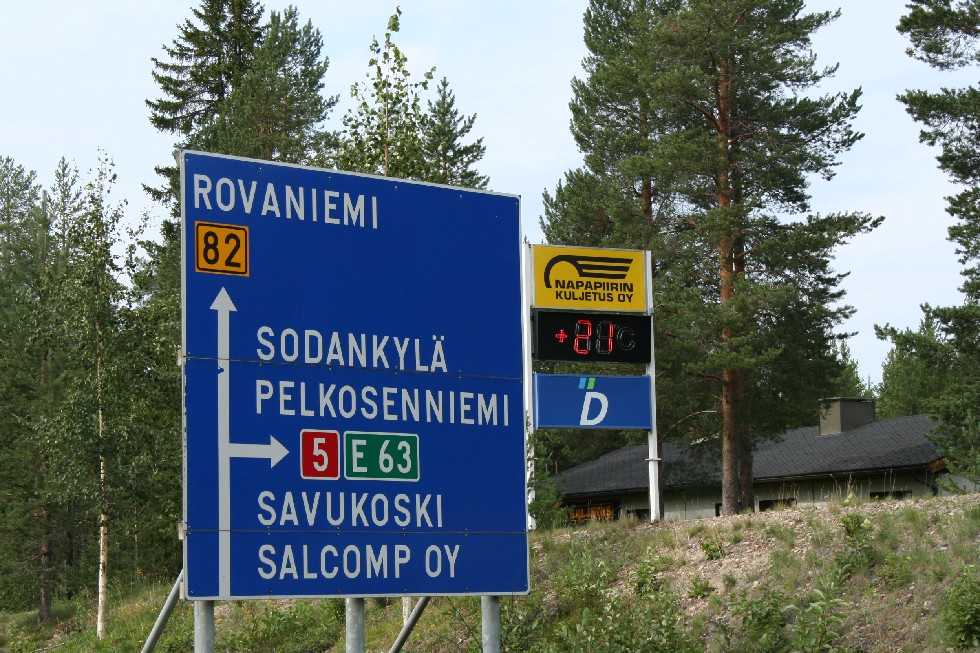 ROVANIEMI
82
SODANKYLÄ
PELKOSENNIEMI
5 E 63
SAVUKOSKI
SALCOMP OY
NAPAPIIRIN
KULJETUS OY
+21°C
D